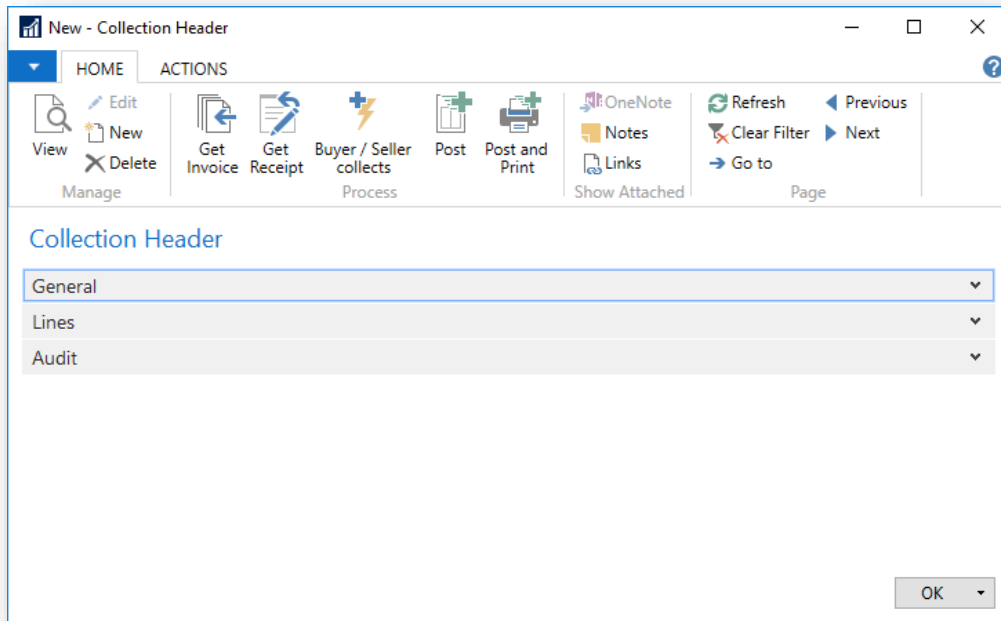 New - Collection Header
HOME ACTIONS
View
Edit
New
Delete
Manage
Get Invoice
Get Receipt
Buyer / Seller collects
Post
Post and Print
Process
OneNote
Notes
Links
Show Attached
Refresh
Clear Filter
Go to
Previous
Next
Page
Collection Header
General
Lines
Audit
OK